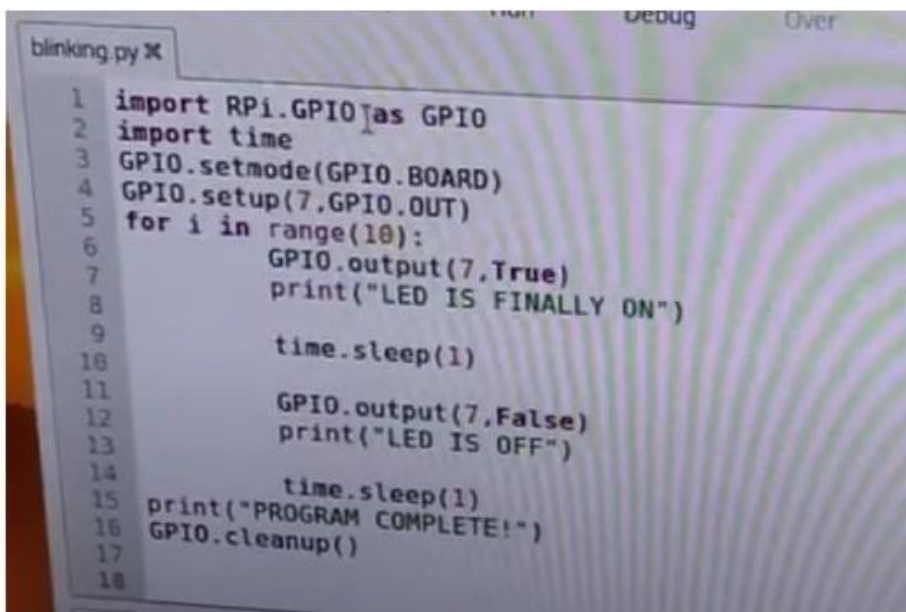 Debug
Over
blinking.py ✖
1 import RPi.GPIO as GPIO
2 import time
3 GPIO.setmode(GPIO.BOARD)
4 GPIO.setup(7,GPIO.OUT)
5 for i in range(10):
6 GPIO.output(7,True)
7 print("LED IS FINALLY ON")
8
9 time.sleep(1)
10
11 GPIO.output(7,False)
12 print("LED IS OFF")
13
14 time.sleep(1)
15 print("PROGRAM COMPLETE!")
16 GPIO.cleanup()
17
18